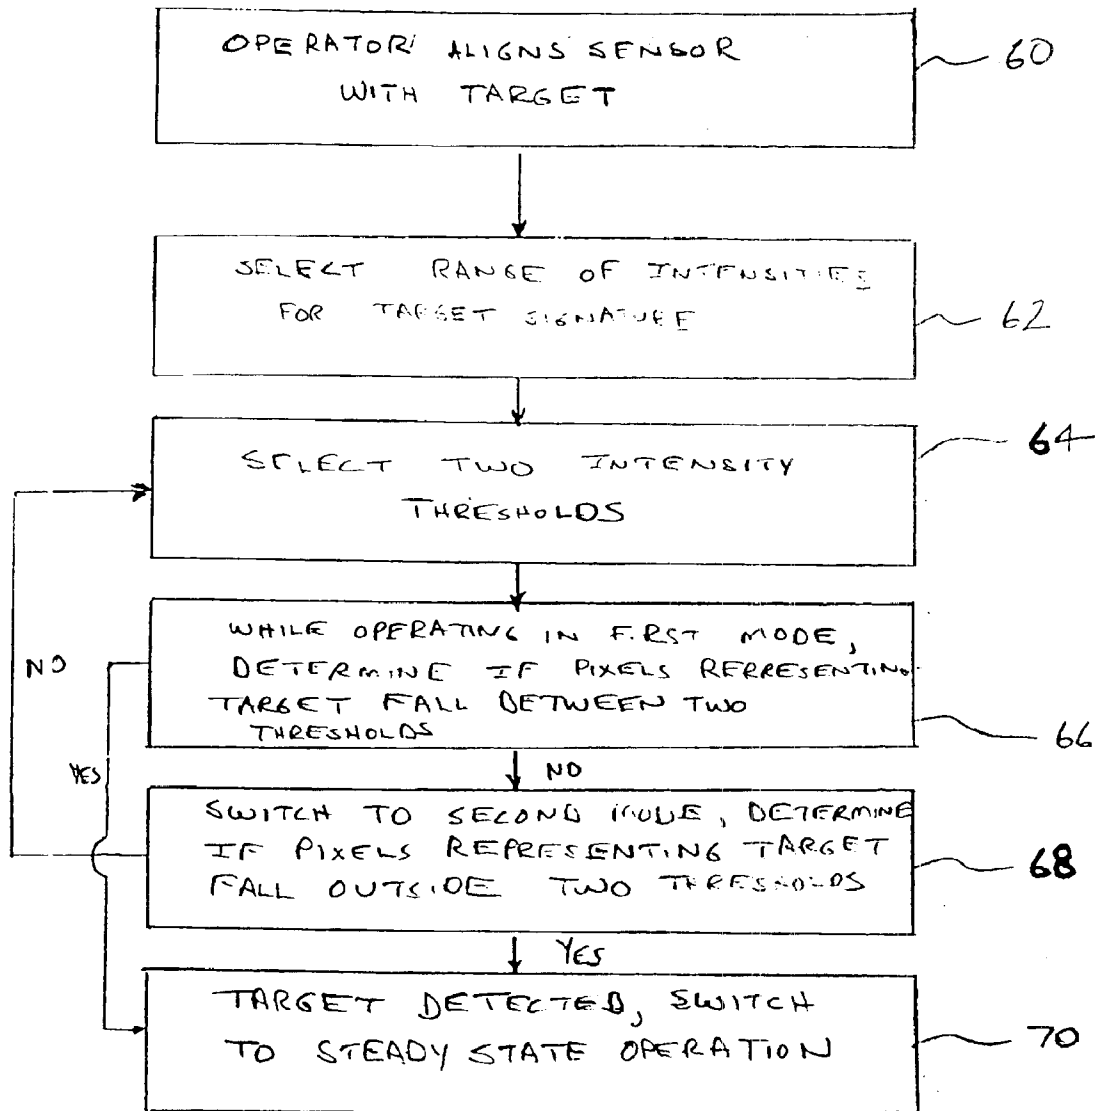 OPERATOR ALIGNS SENSOR
WITH TARGET
60
SELECT RANGE OF INTENSITIES
FOR TARGET SIGNATURE
62
SELECT TWO INTENSITY
THRESHOLDS
64
NO
WHILE OPERATING IN FIRST MODE,
DETERMINE IF PIXELS REPRESENTING
TARGET FALL BETWEEN TWO
THRESHOLDS
66
YES
NO
SWITCH TO SECOND MODE, DETERMINE
IF PIXELS REPRESENTING TARGET
FALL OUTSIDE TWO THRESHOLDS
68
YES
TARGET DETECTED, SWITCH
TO STEADY STATE OPERATION
70